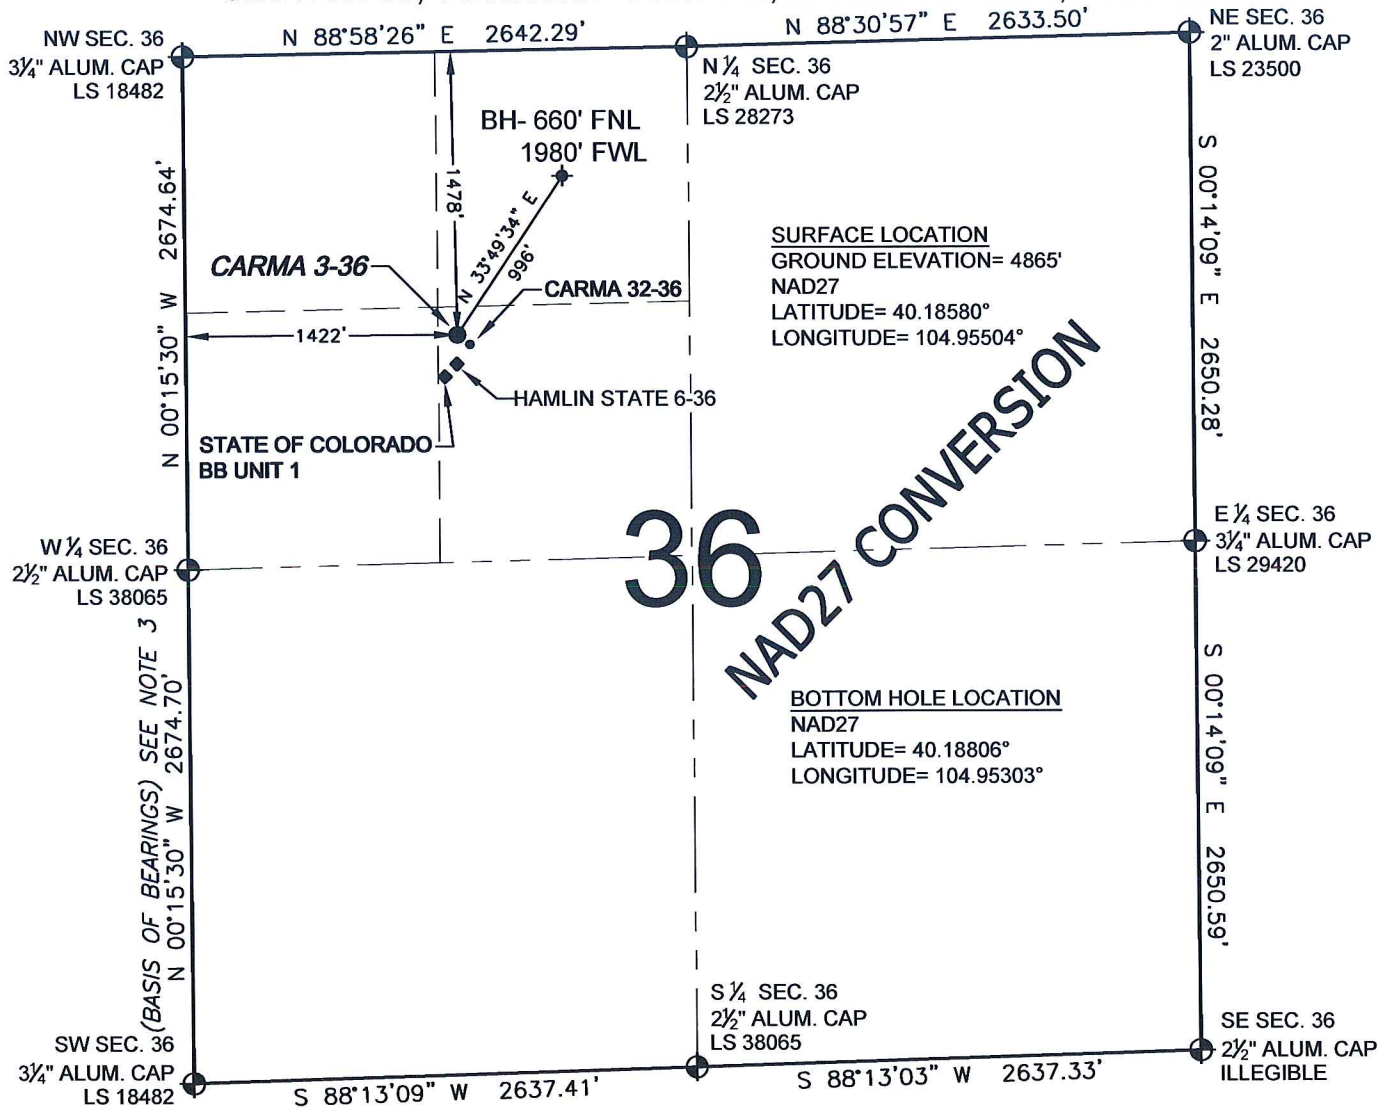 N 88°58'26" E 2642.29'
N 88°30'57" E 2633.50'
NW SEC. 36
3¼" ALUM. CAP
LS 18482
N ¼ SEC. 36
2½" ALUM. CAP
LS 28273
NE SEC. 36
2" ALUM. CAP
LS 23500
BH- 660' FNL
1980' FWL
1478'
N 33°49'34" E
996'
CARMA 3-36
CARMA 32-36
1422'
HAMLIN STATE 6-36
STATE OF COLORADO
BB UNIT 1
N 00°15'30" W 2674.64'
SURFACE LOCATION
GROUND ELEVATION= 4865'
NAD27
LATITUDE= 40.18580°
LONGITUDE= 104.95504°
S 00°14'09" E 2650.28'
NAD27 CONVERSION
36
W ¼ SEC. 36
2½" ALUM. CAP
LS 38065
E ¼ SEC. 36
3¼" ALUM. CAP
LS 29420
(BASIS OF BEARINGS) SEE NOTE 3
N 00°15'30" W 2674.70'
BOTTOM HOLE LOCATION
NAD27
LATITUDE= 40.18806°
LONGITUDE= 104.95303°
S 00°14'09" E 2650.59'
SW SEC. 36
3¼" ALUM. CAP
LS 18482
S ¼ SEC. 36
2½" ALUM. CAP
LS 38065
SE SEC. 36
2½" ALUM. CAP
ILLEGIBLE
S 88°13'09" W 2637.41'
S 88°13'03" W 2637.33'